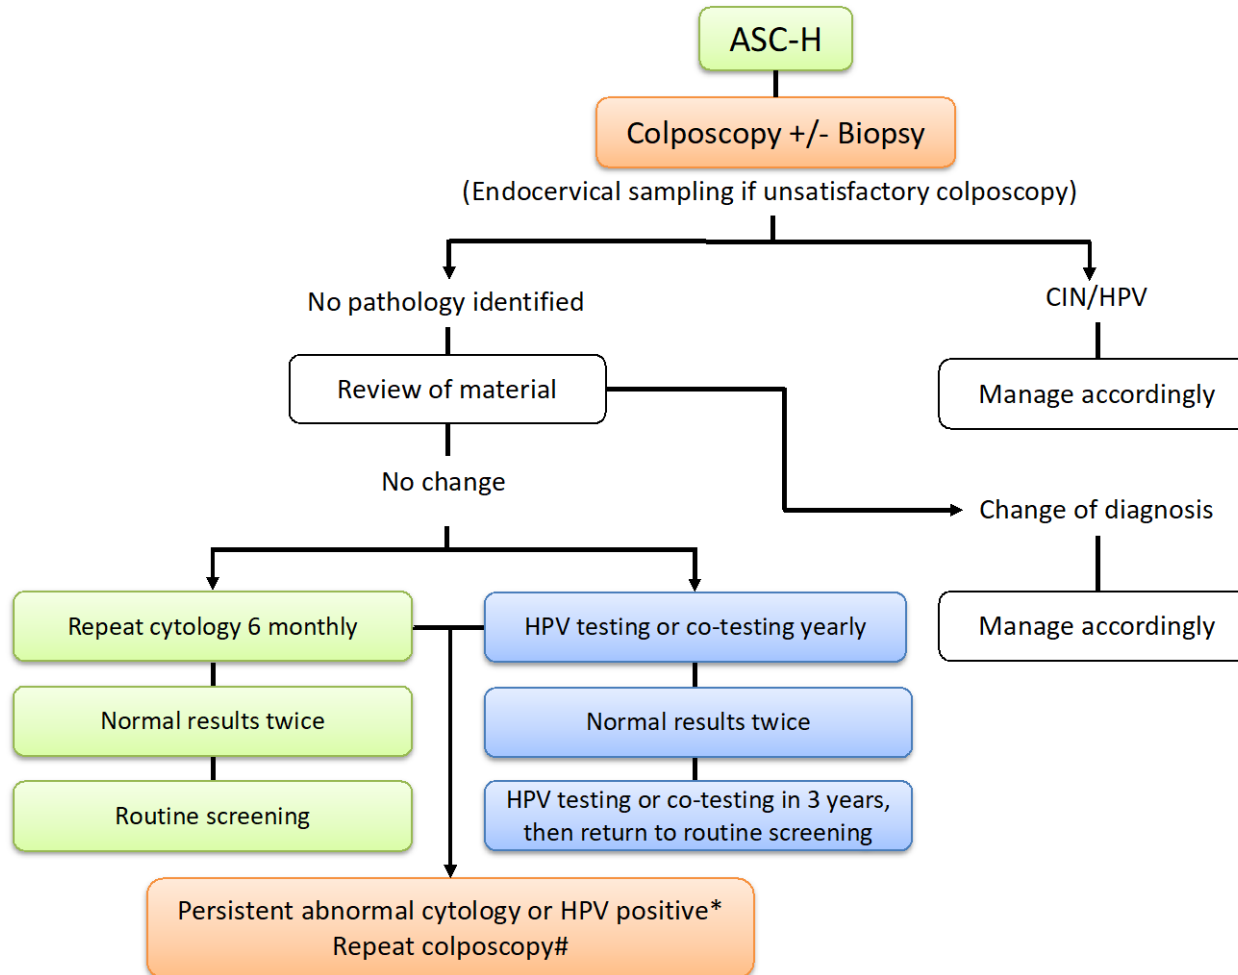 ASC-H
Colposcopy +/- Biopsy
(Endocervical sampling if unsatisfactory colposcopy)
No pathology identified
CIN/HPV
Review of material
Manage accordingly
No change
Change of diagnosis
Repeat cytology 6 monthly
HPV testing or co-testing yearly
Manage accordingly
Normal results twice
Normal results twice
Routine screening
HPV testing or co-testing in 3 years,
then return to routine screening
Persistent abnormal cytology or HPV positive*
Repeat colposcopy#